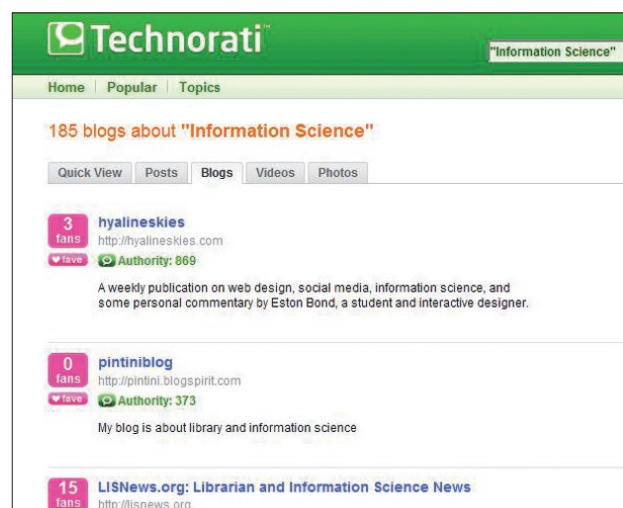 Technorati™
"Information Science"
Home | Popular | Topics
185 blogs about "Information Science"
Quick View Posts Blogs Videos Photos
3 hyalineskies
fans http://hyalineskies.com
fave Authority: 869
A weekly publication on web design, social media, information science, and
some personal commentary by Eston Bond, a student and interactive designer.
0 pintiniblog
fans http://pintini.blogspirit.com
fave Authority: 373
My blog is about library and information science
15 LISNews.org: Librarian and Information Science News
fans http://lisnews.org